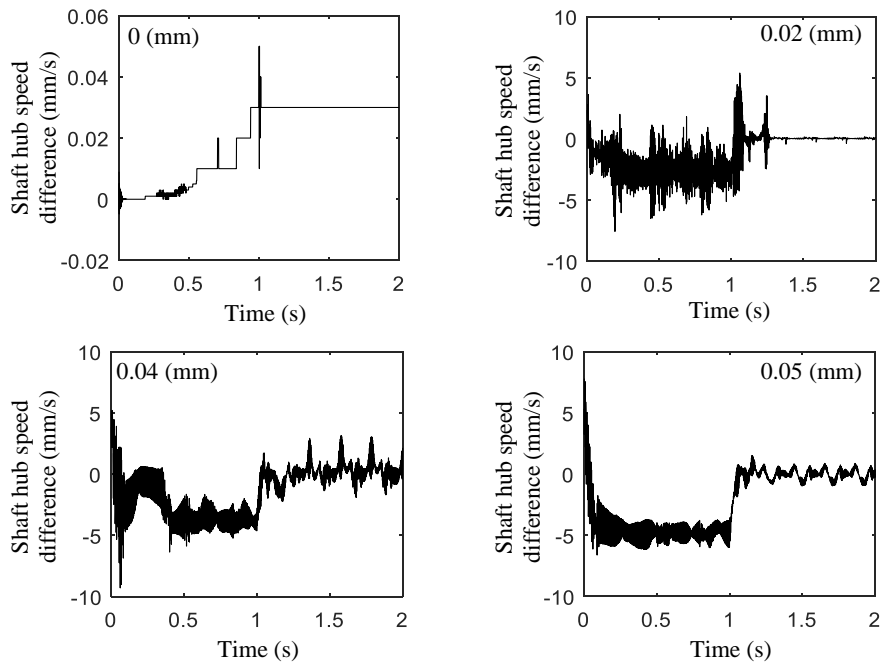 0 (mm)
Shaft hub speed
difference (mm/s)
0.06
0.04
0.02
0
-0.02
0
0.5
1
1.5
2
Time (s)
0.02 (mm)
Shaft hub speed
difference (mm/s)
10
5
0
-5
-10
0
0.5
1
1.5
2
Time (s)
0.04 (mm)
Shaft hub speed
difference (mm/s)
10
5
0
-5
-10
0
0.5
1
1.5
2
Time (s)
0.05 (mm)
Shaft hub speed
difference (mm/s)
10
5
0
-5
-10
0
0.5
1
1.5
2
Time (s)